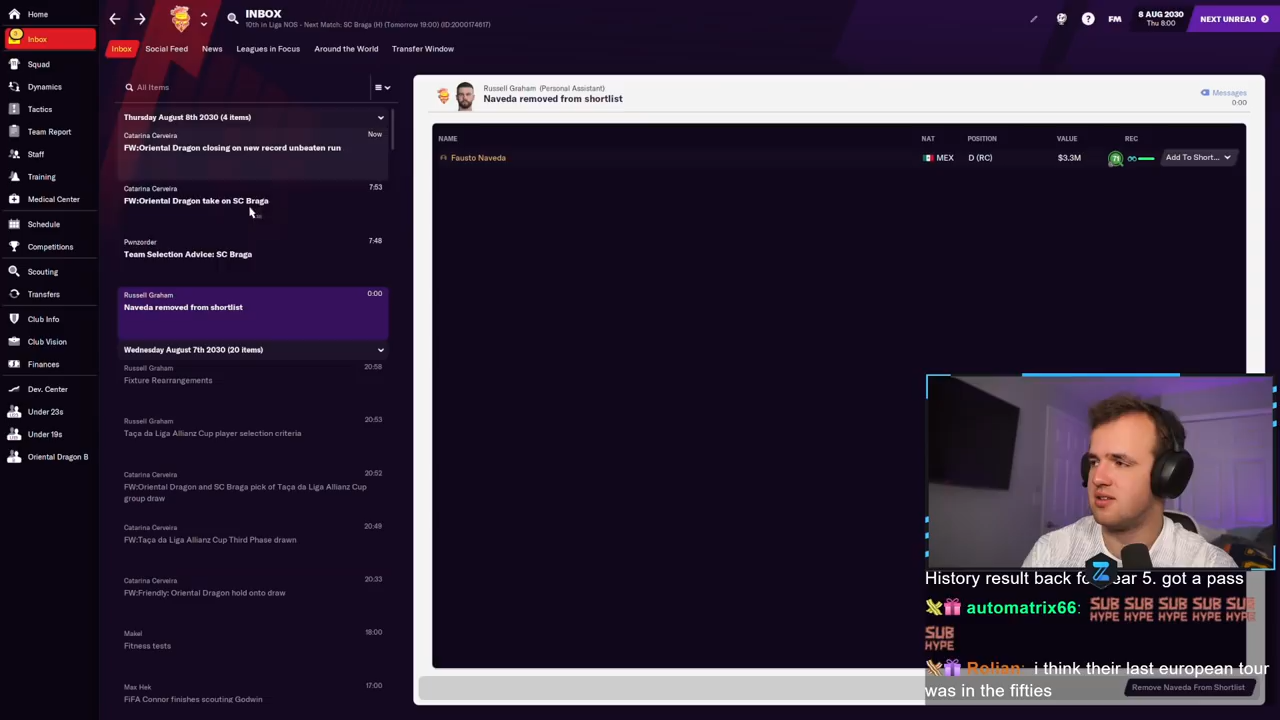 Home
INBOX
10th in Liga NOS - Next Match: SC Braga (H) (Tomorrow 19:00) (ID:2000174617)
FM
8 AUG 2030
Thu 8:00
NEXT UNREAD
Inbox
Inbox
Social Feed
News
Leagues in Focus
Around the World
Transfer Window
Squad
Dynamics
Tactics
Team Report
Staff
Training
Medical Center
Schedule
Competitions
Scouting
Transfers
Club Info
Club Vision
Finances
Dev. Center
Under 23s
Under 19s
Oriental Dragon B
All Items
Thursday August 8th 2030 (4 items)
Catarina Cerveira
Now
FW:Oriental Dragon closing on new record unbeaten run
Catarina Cerveira
7:53
FW:Oriental Dragon take on SC Braga
Pwnzorder
7:48
Team Selection Advice: SC Braga
Russell Graham
0:00
Naveda removed from shortlist
Wednesday August 7th 2030 (20 items)
Russell Graham
20:58
Fixture Rearrangements
Russell Graham
20:53
Taça da Liga Allianz Cup player selection criteria
Catarina Cerveira
20:52
FW:Oriental Dragon and SC Braga pick of Taça da Liga Allianz Cup
group draw
Catarina Cerveira
20:49
FW:Taça da Liga Allianz Cup Third Phase drawn
Catarina Cerveira
20:33
FW:Friendly: Oriental Dragon hold onto draw
Makel
18:00
Fitness tests
Max Hek
17:00
FIFA Connor finishes scouting Godwin
Russell Graham (Personal Assistant)
Naveda removed from shortlist
Messages
0:00
NAME
NAT
POSITION
VALUE
REC
Fausto Naveda
MEX
D (RC)
$3.3M
71
Add To Short...
History result back fo ear 5. got a pass
automatrix66: SUB HYPE SUB HYPE SUB HYPE SUB HYPE SUB HYPE
SUB HYPE
Rolian: i think their last european tour
was in the fifties
Remove Naveda From Shortlist